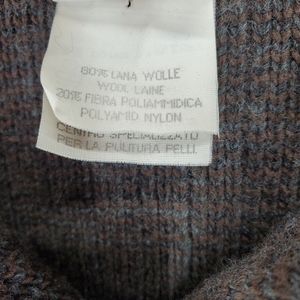 80% LANA WOLLE
WOOL LAINE
20% FIBRA POLIAMMIDICA
POLYAMID NYLON
CENTRO SPECIALIZZATO
PER LA PULITURA PELLI.